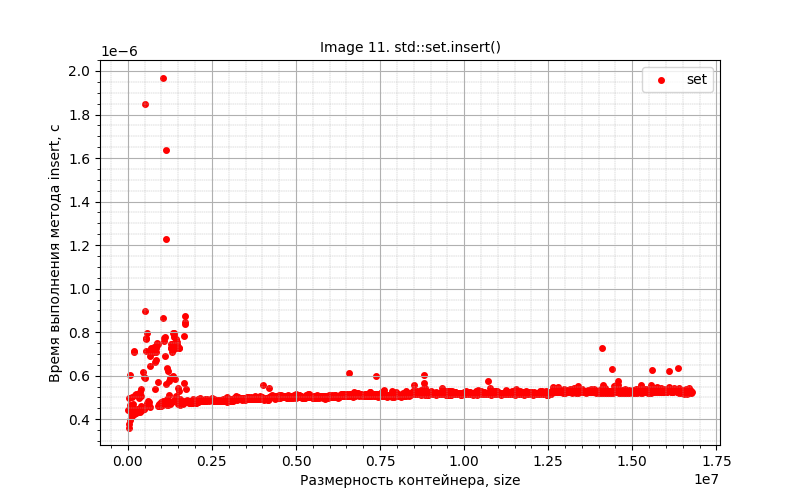 Image 11. std::set.insert()
1e−6
set
2.0
1.8
1.6
1.4
1.2
1.0
0.8
0.6
0.4
Время выполнения метода insert, с
0.00 0.25 0.50 0.75 1.00 1.25 1.50 1.75
1e7
Размерность контейнера, size